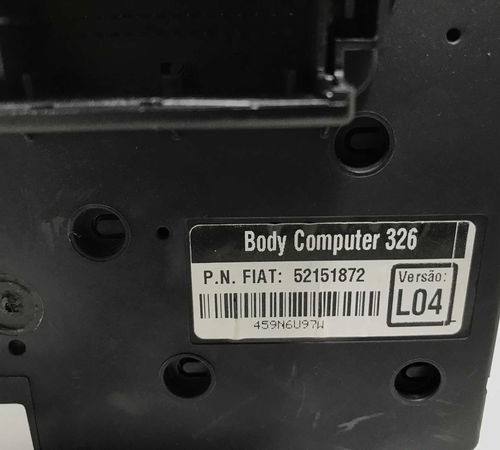 Body Computer 326
P.N. FIAT: 52151872
Versão:
L04
459N6U97W